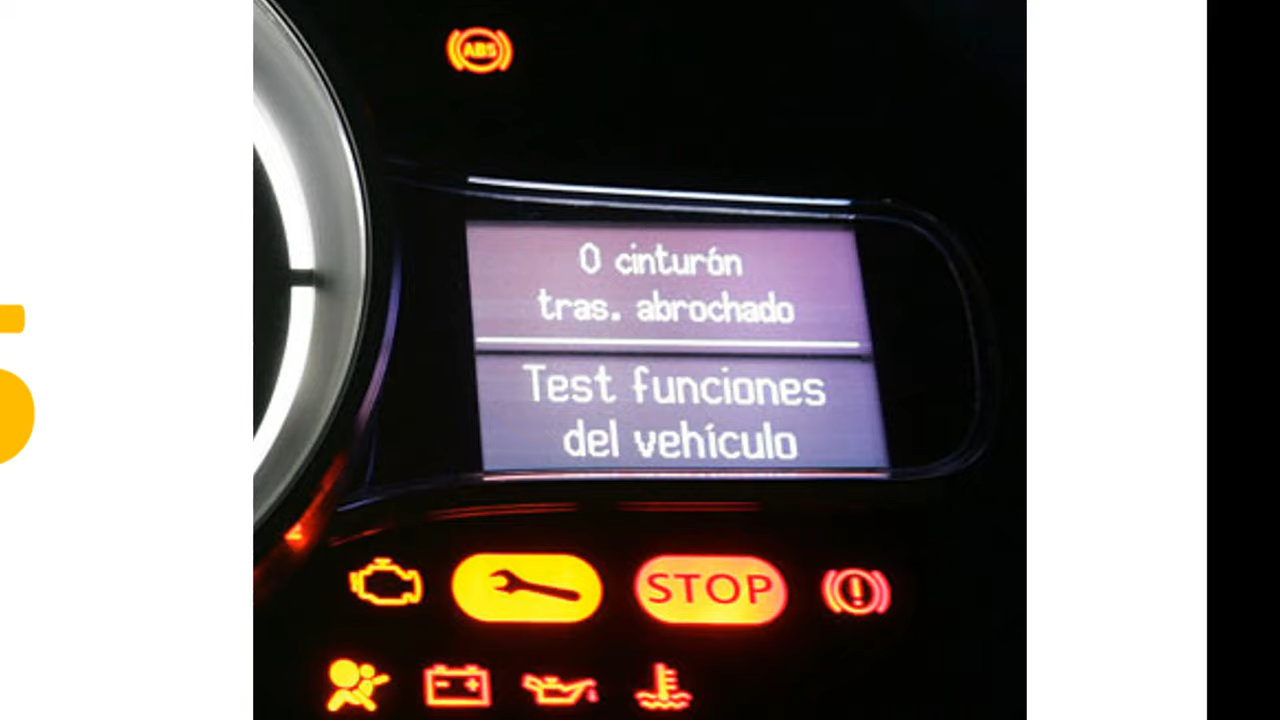 ABS
0 cinturón
tras. abrochado
Test funciones
del vehículo
STOP